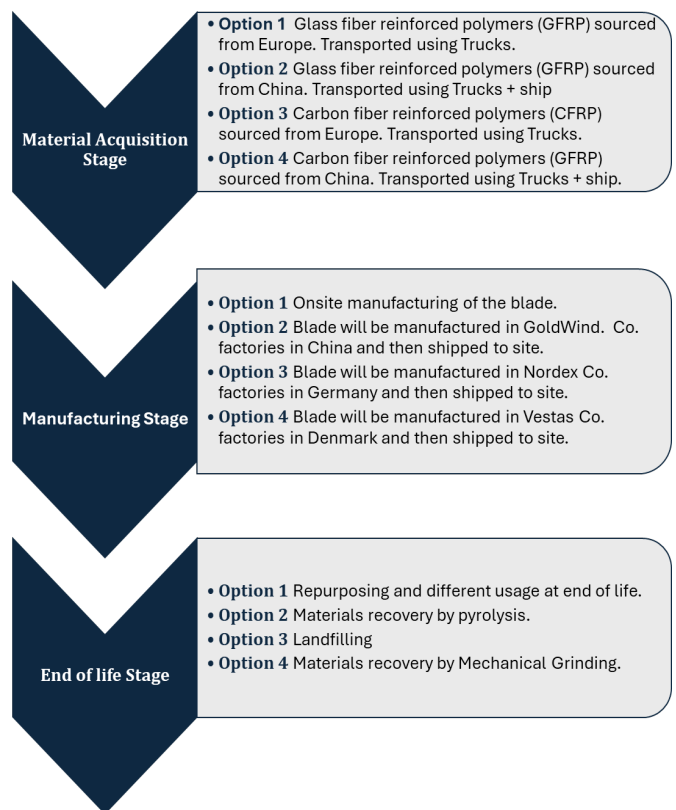 Material Acquisition
Stage
• Option 1 Glass fiber reinforced polymers (GFRP) sourced
from Europe. Transported using Trucks.
• Option 2 Glass fiber reinforced polymers (GFRP) sourced
from China. Transported using Trucks + ship
• Option 3 Carbon fiber reinforced polymers (CFRP)
sourced from Europe. Transported using Trucks.
• Option 4 Carbon fiber reinforced polymers (GFRP)
sourced from China. Transported using Trucks + ship.
Manufacturing Stage
• Option 1 Onsite manufacturing of the blade.
• Option 2 Blade will be manufactured in GoldWind. Co.
factories in China and then shipped to site.
• Option 3 Blade will be manufactured in Nordex Co.
factories in Germany and then shipped to site.
• Option 4 Blade will be manufactured in Vestas Co.
factories in Denmark and then shipped to site.
End of life Stage
• Option 1 Repurposing and different usage at end of life.
• Option 2 Materials recovery by pyrolysis.
• Option 3 Landfilling
• Option 4 Materials recovery by Mechanical Grinding.